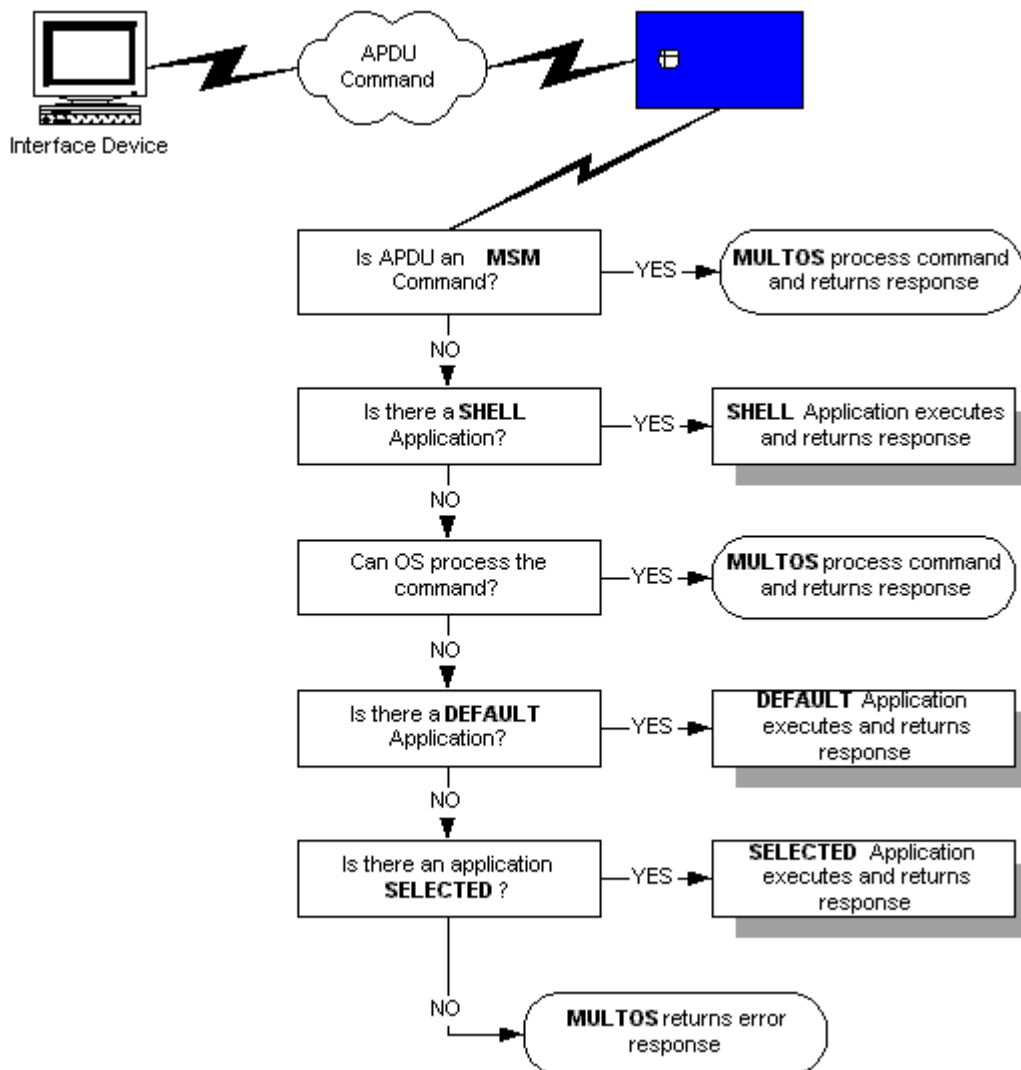 APDU
Command
Interface Device
Is APDU an MSM
Command?
YES
MULTOS process command
and returns response
NO
Is there a SHELL
Application?
YES
SHELL Application executes
and returns response
NO
Can OS process the
command?
YES
MULTOS process command
and returns response
NO
Is there a DEFAULT
Application?
YES
DEFAULT Application
executes and returns
response
NO
Is there an application
SELECTED ?
YES
SELECTED Application
executes and returns
response
NO
MULTOS returns error
response